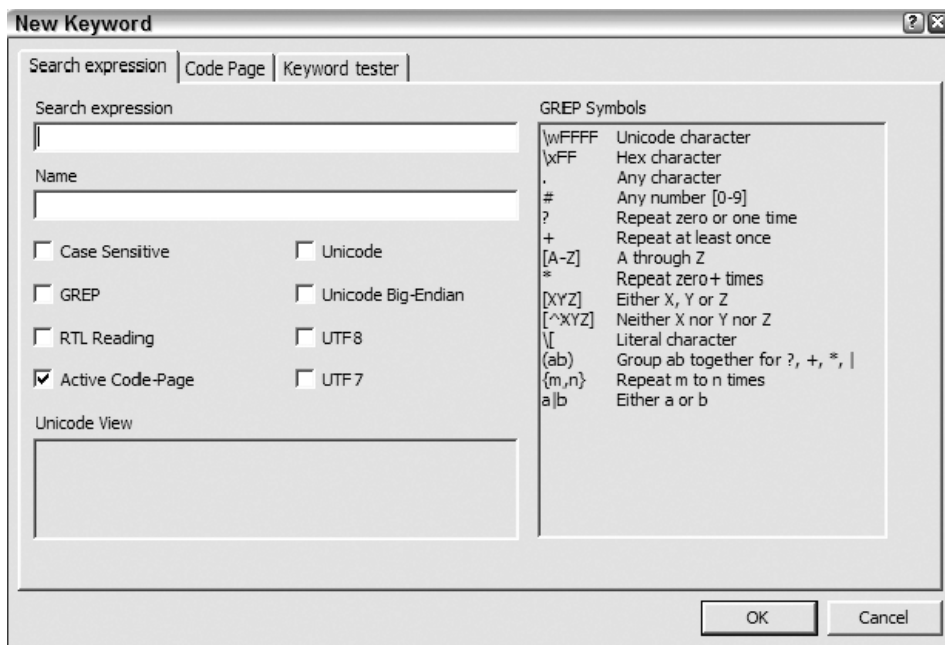 New Keyword
Search expression Code Page Keyword tester
Search expression
Name
Case Sensitive Unicode
GREP Unicode Big-Endian
RTL Reading UTF8
Active Code-Page UTF7
Unicode View
GREP Symbols
\wFFFF Unicode character
\xFF Hex character
. Any character
# Any number [0-9]
? Repeat zero or one time
+ Repeat at least once
[A-Z] A through Z
* Repeat zero+ times
[XYZ] Either X, Y or Z
[^XYZ] Neither X nor Y nor Z
\[ Literal character
(ab) Group ab together for ?, +, *, |
{m,n} Repeat m to n times
a|b Either a or b
OK Cancel